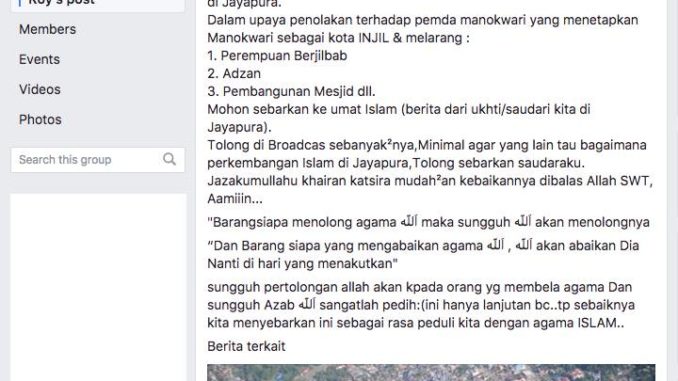 Roy's post
Members
Events
Videos
Photos
Search this group
di Jayapura.
Dalam upaya penolakan terhadap pemda manokwari yang menetapkan
Manokwari sebagai kota INJIL & melarang :
1. Perempuan Berjilbab
2. Adzan
3. Pembangunan Mesjid dll.
Mohon sebarkan ke umat Islam (berita dari ukhti/saudari kita di
Jayapura).
Tolong di Broadcas sebanyak²nya,Minimal agar yang lain tau bagaimana
perkembangan Islam di Jayapura,Tolong sebarkan saudaraku.
Jazakumullahu khairan katsira mudah²an kebaikannya dibalas Allah SWT,
Aamiiin...
"Barangsiapa menolong agama ﷲ maka sungguh ﷲ akan menolongnya
“Dan Barang siapa yang mengabaikan agama ﷲ , ﷲ akan abaikan Dia
Nanti di hari yang menakutkan"
sungguh pertolongan allah akan kpada orang yg membela agama Dan
sungguh Azab ﷲ sangatlah pedih:(ini hanya lanjutan bc..tp sebaiknya
kita menyebarkan ini sebagai rasa peduli kita dengan agama ISLAM..
Berita terkait